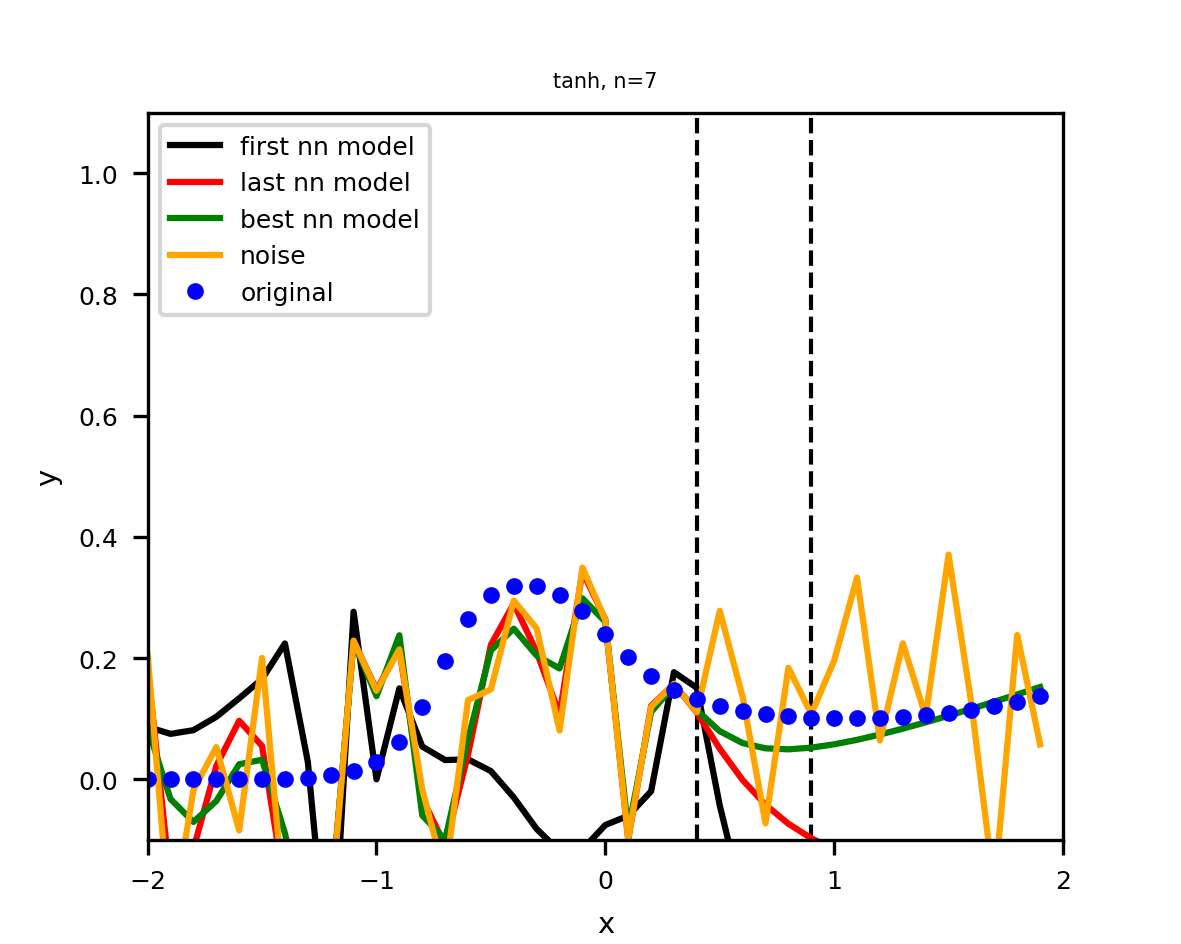 tanh, n=7
first nn model
last nn model
best nn model
noise
original
1.0
0.8
0.6
0.4
0.2
0.0
y
−2
−1
0
1
2
x